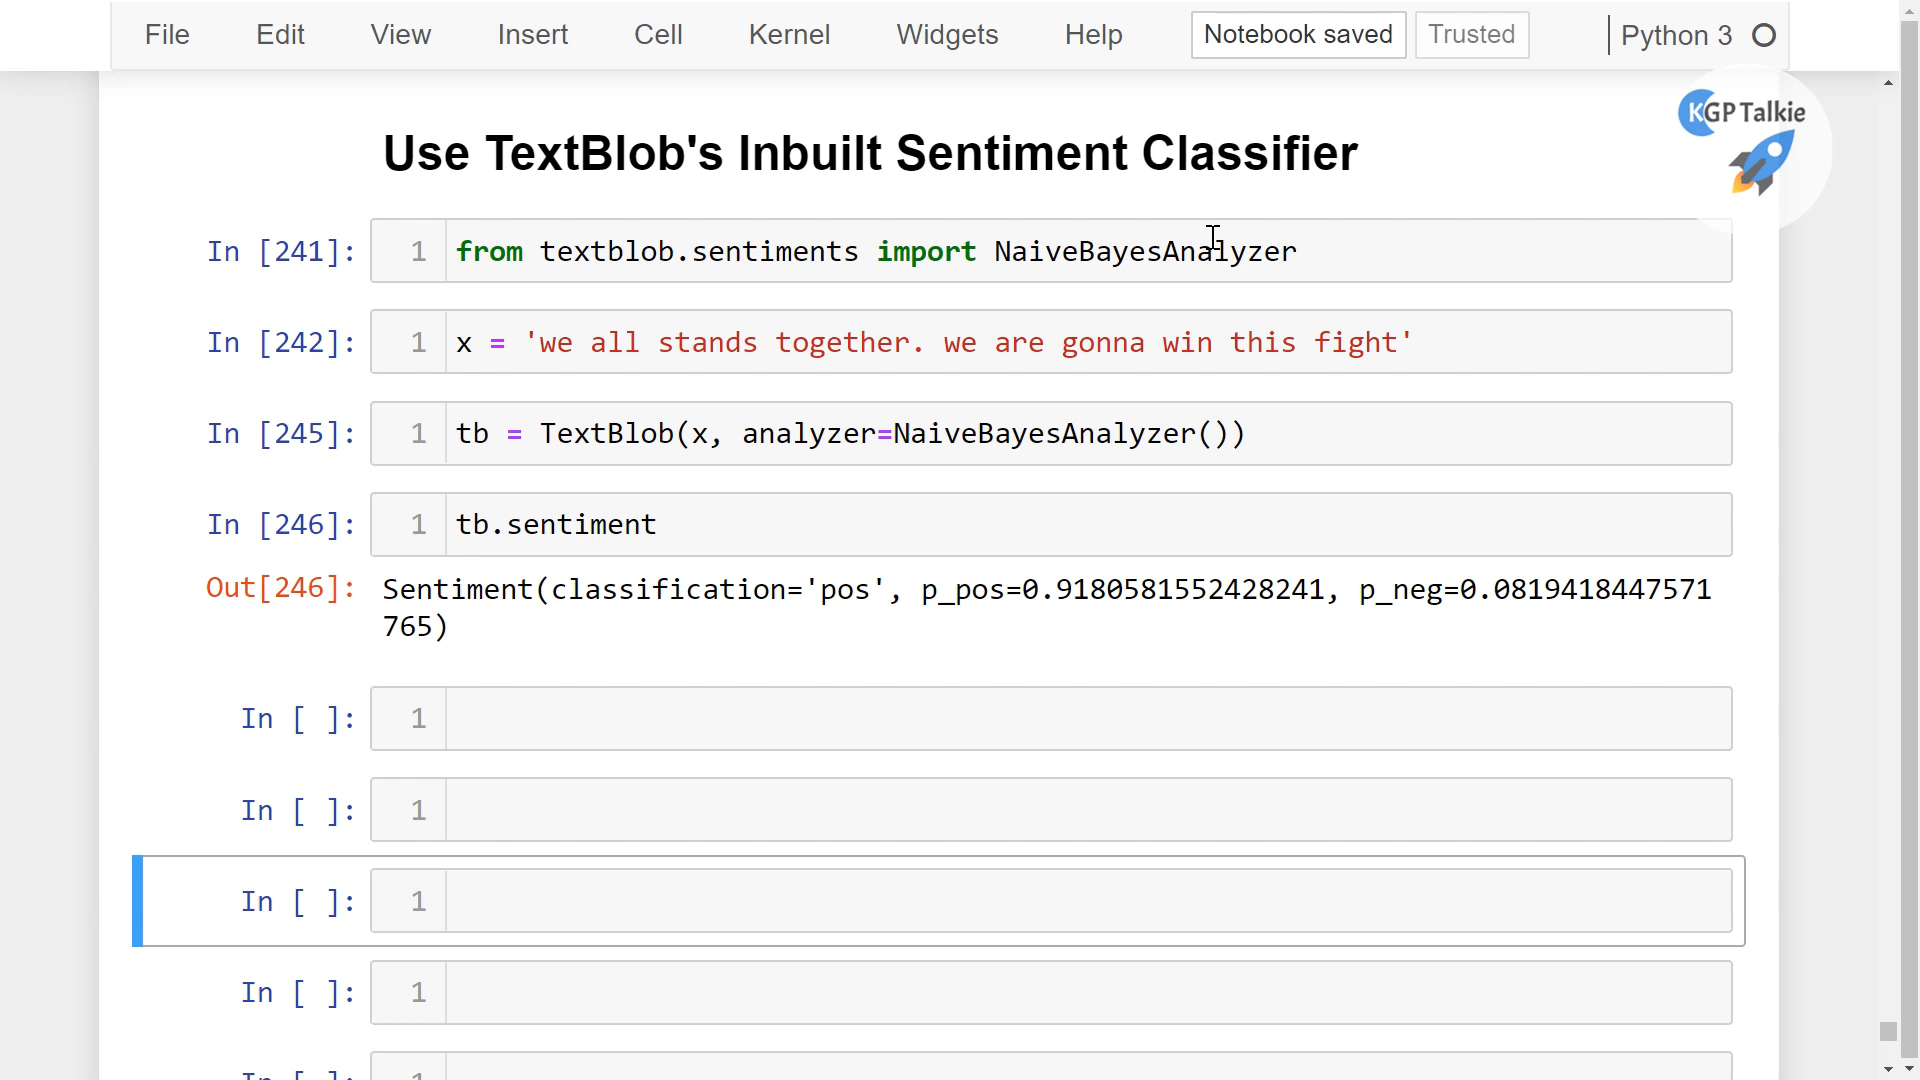 File Edit View Insert Cell Kernel Widgets Help Notebook saved Trusted Python 3
KGP Talkie
Use TextBlob's Inbuilt Sentiment Classifier
In [241]: 1 from textblob.sentiments import NaiveBayesAnalyzer
In [242]: 1 x = 'we all stands together. we are gonna win this fight'
In [245]: 1 tb = TextBlob(x, analyzer=NaiveBayesAnalyzer())
In [246]: 1 tb.sentiment
Out[246]: Sentiment(classification='pos', p_pos=0.9180581552428241, p_neg=0.0819418447571
765)
In [ ]: 1
In [ ]: 1
In [ ]: 1
In [ ]: 1
In [ ]: 1